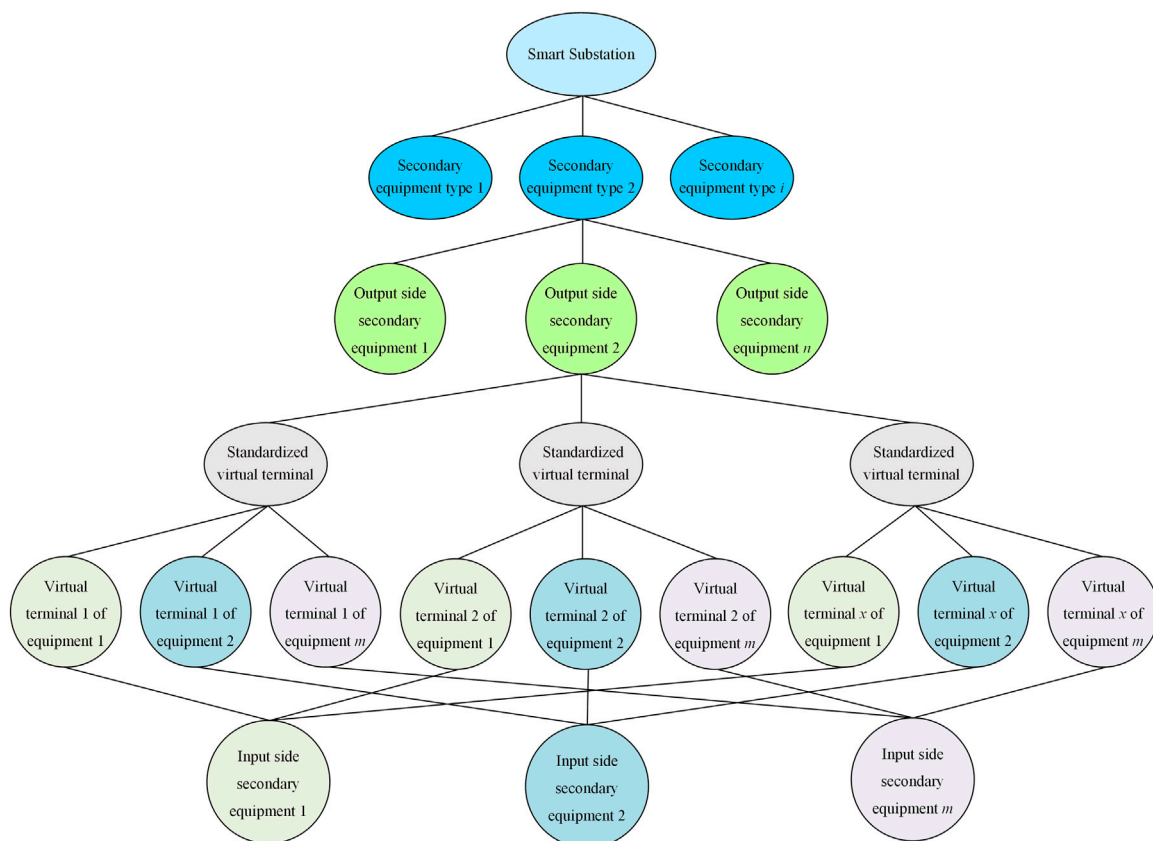 Smart Substation
Secondary
equipment type 1
Secondary
equipment type 2
Secondary
equipment type i
Output side
secondary
equipment 1
Output side
secondary
equipment 2
Output side
secondary
equipment n
Standardized
virtual terminal
Standardized
virtual terminal
Standardized
virtual terminal
Virtual
terminal 1 of
equipment 1
Virtual
terminal 1 of
equipment 2
Virtual
terminal 1 of
equipment m
Virtual
terminal 2 of
equipment 1
Virtual
terminal 2 of
equipment 2
Virtual
terminal 2 of
equipment m
Virtual
terminal x of
equipment 1
Virtual
terminal x of
equipment 2
Virtual
terminal x of
equipment m
Input side
secondary
equipment 1
Input side
secondary
equipment 2
Input side
secondary
equipment m